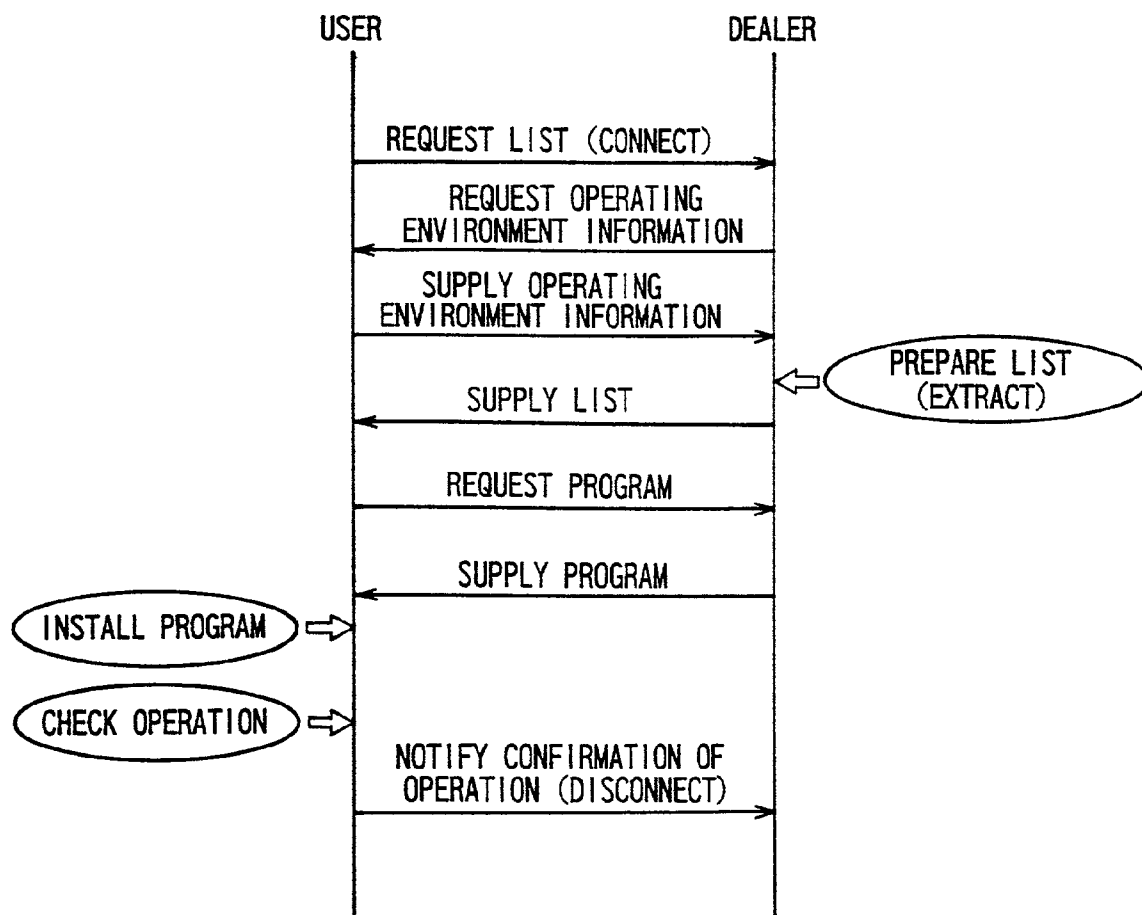 USER
DEALER
REQUEST LIST (CONNECT)
REQUEST OPERATING
ENVIRONMENT INFORMATION
SUPPLY OPERATING
ENVIRONMENT INFORMATION
PREPARE LIST
(EXTRACT)
SUPPLY LIST
REQUEST PROGRAM
SUPPLY PROGRAM
INSTALL PROGRAM
CHECK OPERATION
NOTIFY CONFIRMATION OF
OPERATION (DISCONNECT)